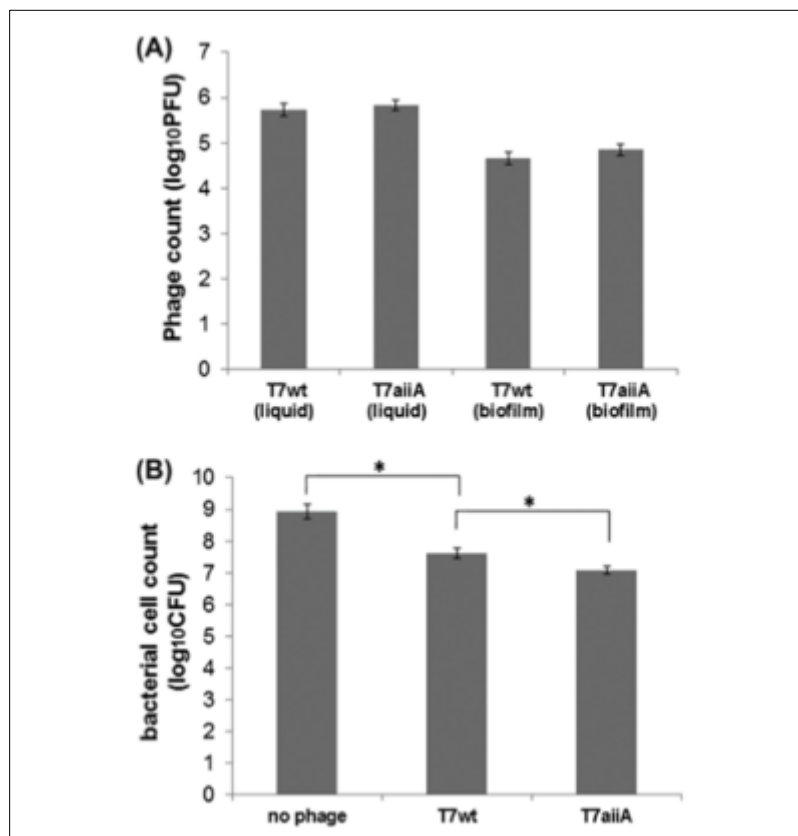 (A)
Phage count (log10PFU)
7
6
5
4
3
2
1
0
T7wt
(liquid)
T7aiiA
(liquid)
T7wt
(biofilm)
T7aiiA
(biofilm)
(B)
bacterial cell count
(log10CFU)
10
9
8
7
6
5
4
3
2
1
0
*
*
no phage
T7wt
T7aiiA